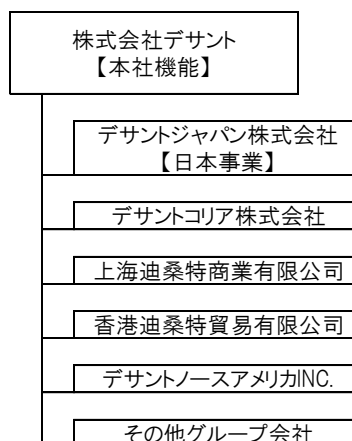 株式会社デサント
【本社機能】
デサントジャパン株式会社
【日本事業】
デサントコリア株式会社
上海迪桑特商業有限公司
香港迪桑特貿易有限公司
デサントノースアメリカINC.
その他グループ会社